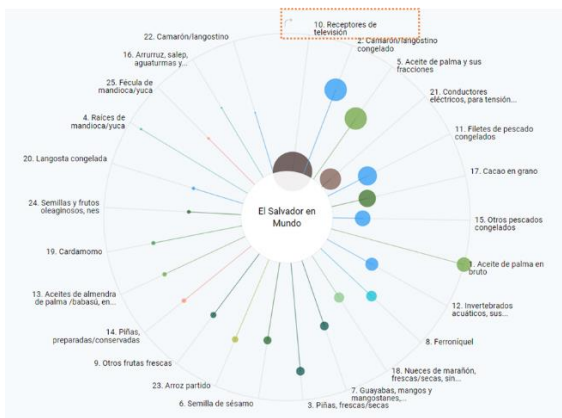 10. Receptores de
televisión
2. Camarón/langostino
congelado
5. Aceite de palma y sus
fracciones
21. Conductores
eléctricos, para tensión...
11. Filetes de pescado
congelados
17. Cacao en grano
15. Otros pescados
congelados
1. Aceite de palma en
bruto
12. Invertebrados
acuáticos, sus...
8. Ferroníquel
18. Nueces de marañón,
frescas/secas, sin...
7. Guayabas, mangos y
mangostanes,...
3. Piñas, frescas/secas
6. Semilla de sésamo
23. Arroz partido
9. Otros frutas frescas
14. Piñas,
preparadas/conservadas
13. Aceites de almendra
de palma /babasú, en...
19. Cardamomo
24. Semillas y frutos
oleaginosos, nes
20. Langosta congelada
4. Raíces de
mandioca/yuca
25. Fécula de
mandioca/yuca
16. Arrurruz, salep,
aguaturmas y...
22. Camarón/langostino
El Salvador en
Mundo